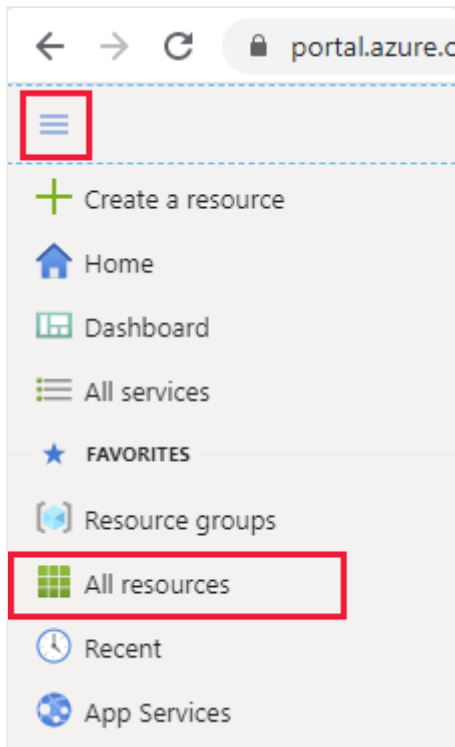 portal.azure.c
Create a resource
Home
Dashboard
All services
FAVORITES
Resource groups
All resources
Recent
App Services